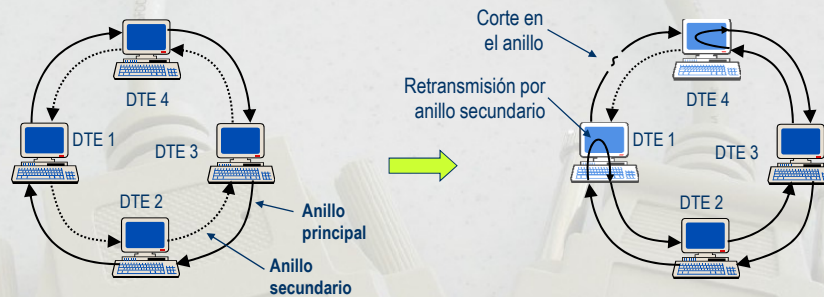 DTE 4
DTE 1
DTE 3
DTE 2
Anillo
principal
Anillo
secundario
Corte en
el anillo
Retransmisión por
anillo secundario
DTE 4
DTE 1
DTE 3
DTE 2